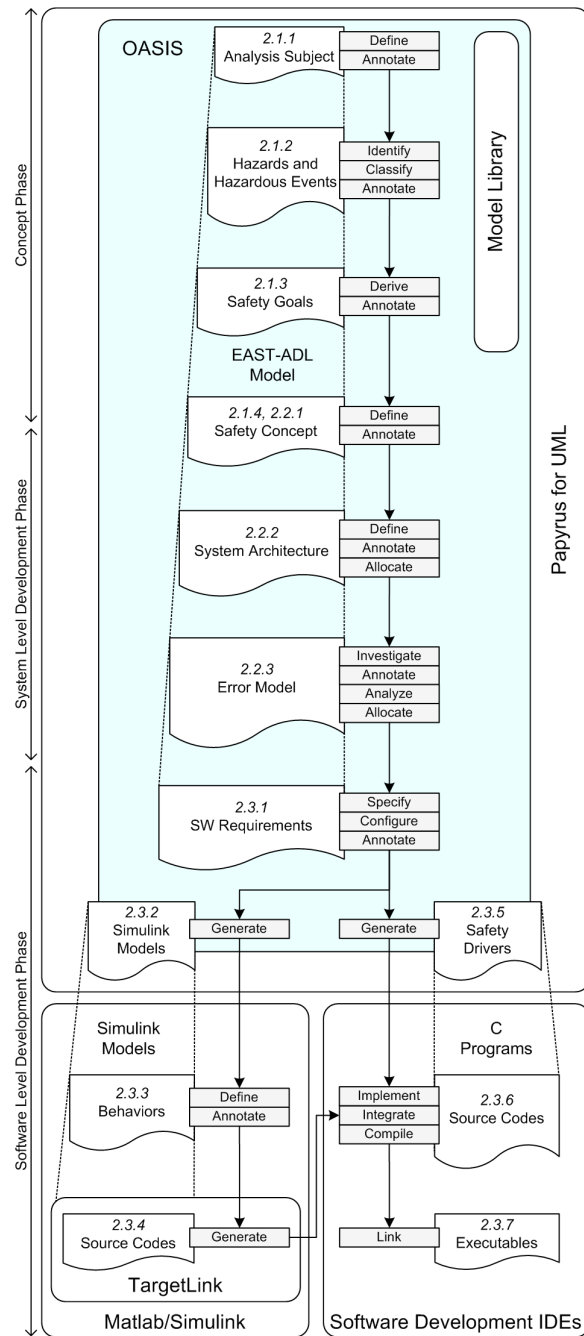 OASIS
2.1.1
Analysis Subject
Define
Annotate
2.1.2
Hazards and
Hazardous Events
Identify
Classify
Annotate
Model Library
Concept Phase
2.1.3
Safety Goals
Derive
Annotate
EAST-ADL
Model
2.1.4, 2.2.1
Safety Concept
Define
Annotate
Papyrus for UML
System Level Development Phase
2.2.2
System Architecture
Define
Annotate
Allocate
2.2.3
Error Model
Investigate
Annotate
Analyze
Allocate
2.3.1
SW Requirements
Specify
Configure
Annotate
Software Level Development Phase
2.3.2
Simulink
Models
Generate
Generate
2.3.5
Safety
Drivers
Simulink
Models
C
Programs
2.3.3
Behaviors
Define
Annotate
Implement
Integrate
Compile
2.3.6
Source Codes
2.3.4
Source Codes
Generate
Link
2.3.7
Executables
TargetLink
Matlab/Simulink
Software Development IDEs